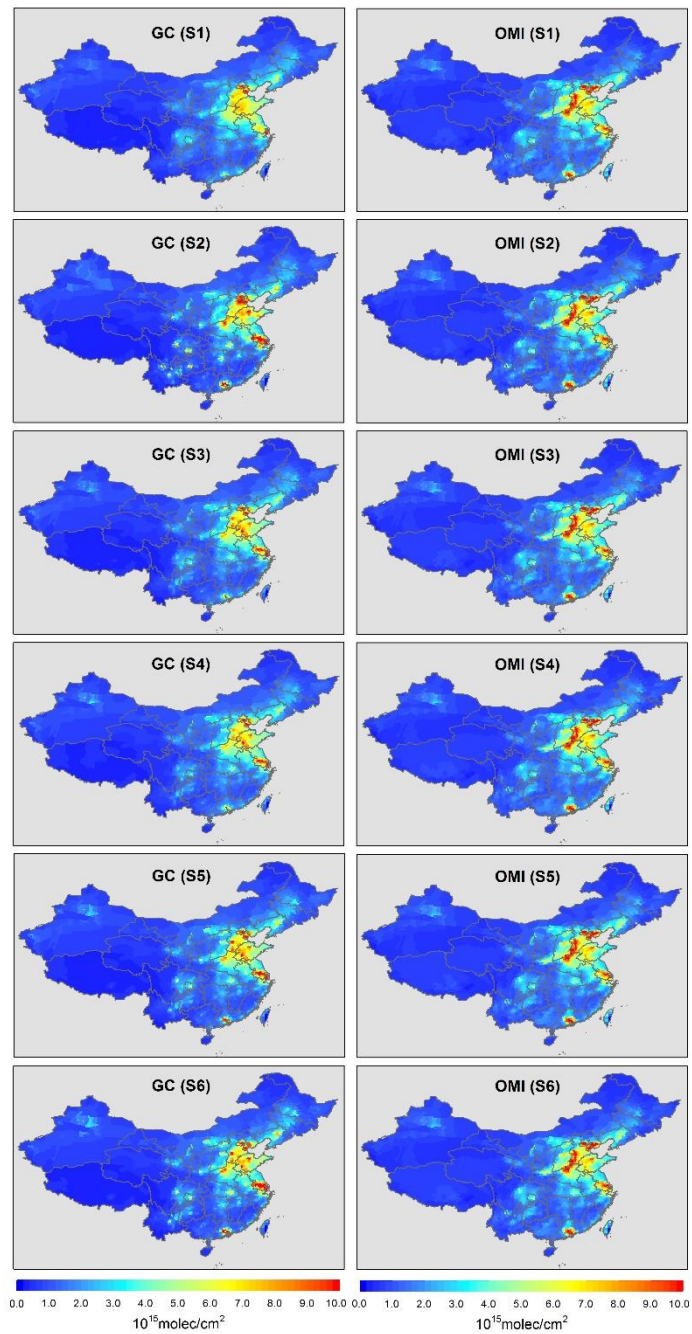 GC (S1) OMI (S1)
GC (S2) OMI (S2)
GC (S3) OMI (S3)
GC (S4) OMI (S4)
GC (S5) OMI (S5)
GC (S6) OMI (S6)
0.0 1.0 2.0 3.0 4.0 5.0 6.0 7.0 8.0 9.0 10.0 0.0 1.0 2.0 3.0 4.0 5.0 6.0 7.0 8.0 9.0 10.0
10¹⁵molec/cm² 10¹⁵molec/cm²